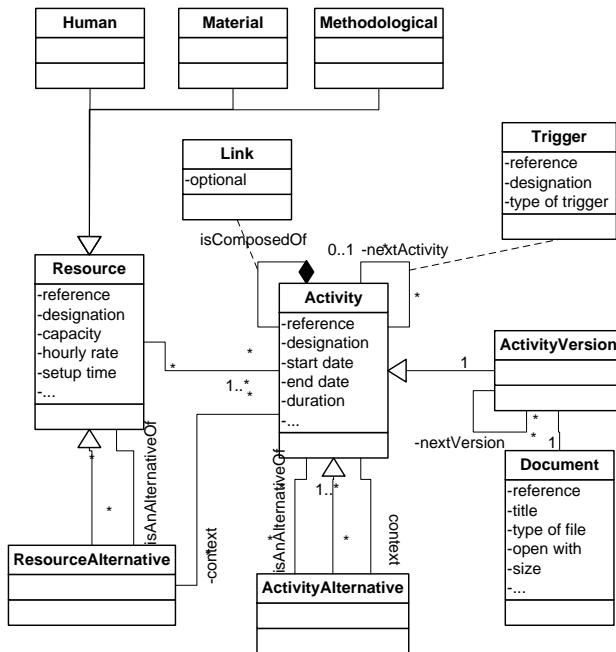 Human
Material
Methodological
Link
-optional
Trigger
-reference
-designation
-type of trigger
isComposedOf
0..1
-nextActivity
*
*
Resource
-reference
-designation
-capacity
-hourly rate
-setup time
-...
Activity
-reference
-designation
-start date
-end date
-duration
-...
*
*
1..*
*
1
ActivityVersion
-nextVersion
*
*
1
Document
-reference
-title
-type of file
-open with
-size
-...
*
*
isAnAlternativeOf
-context
*
isAnAlternativeOf
*
1..*
*
*
context
ResourceAlternative
ActivityAlternative